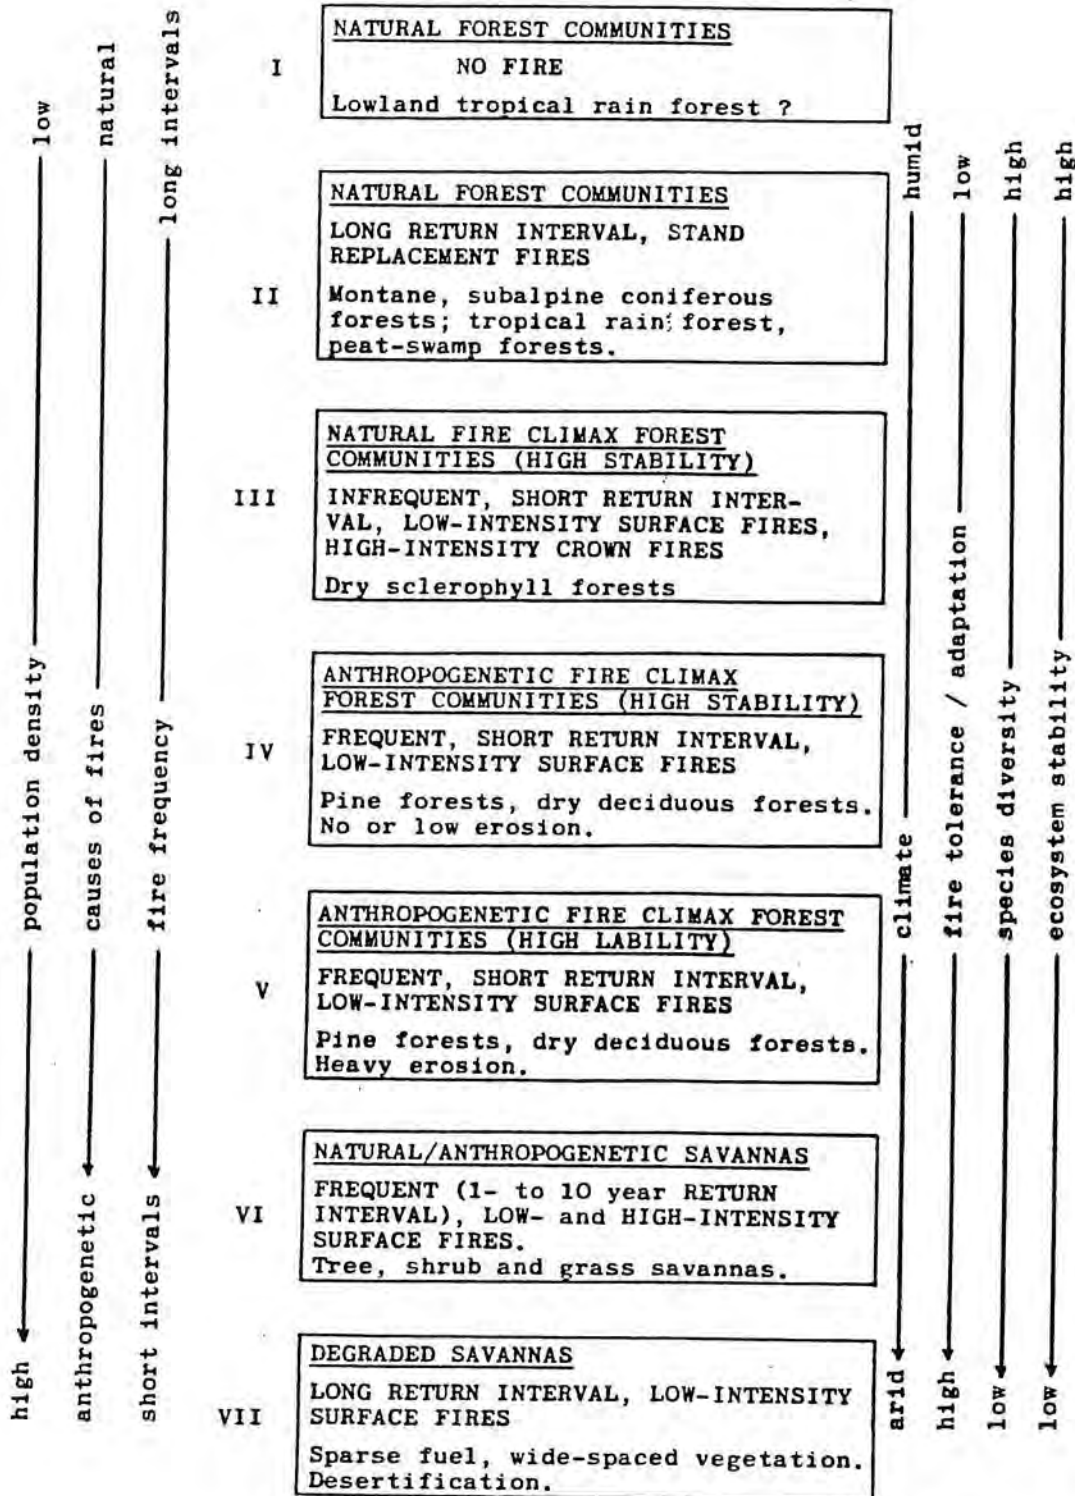 low
population density
high
natural
causes of fires
anthropogenetic
long intervals
fire frequency
short intervals
I
NATURAL FOREST COMMUNITIES
NO FIRE
Lowland tropical rain forest ?
II
NATURAL FOREST COMMUNITIES
LONG RETURN INTERVAL, STAND
REPLACEMENT FIRES
Montane, subalpine coniferous
forests; tropical rain forest,
peat-swamp forests.
III
NATURAL FIRE CLIMAX FOREST
COMMUNITIES (HIGH STABILITY)
INFREQUENT, SHORT RETURN INTER-
VAL, LOW-INTENSITY SURFACE FIRES,
HIGH-INTENSITY CROWN FIRES
Dry sclerophyll forests
IV
ANTHROPOGENETIC FIRE CLIMAX
FOREST COMMUNITIES (HIGH STABILITY)
FREQUENT, SHORT RETURN INTERVAL,
LOW-INTENSITY SURFACE FIRES
Pine forests, dry deciduous forests.
No or low erosion.
V
ANTHROPOGENETIC FIRE CLIMAX FOREST
COMMUNITIES (HIGH LABILITY)
FREQUENT, SHORT RETURN INTERVAL,
LOW-INTENSITY SURFACE FIRES
Pine forests, dry deciduous forests.
Heavy erosion.
VI
NATURAL/ANTHROPOGENETIC SAVANNAS
FREQUENT (1- to 10 year RETURN
INTERVAL), LOW- and HIGH-INTENSITY
SURFACE FIRES.
Tree, shrub and grass savannas.
VII
DEGRADED SAVANNAS
LONG RETURN INTERVAL, LOW-INTENSITY
SURFACE FIRES
Sparse fuel, wide-spaced vegetation.
Desertification.
humid
climate
arid
low
fire tolerance / adaptation
high
high
species diversity
low
high
ecosystem stability
low